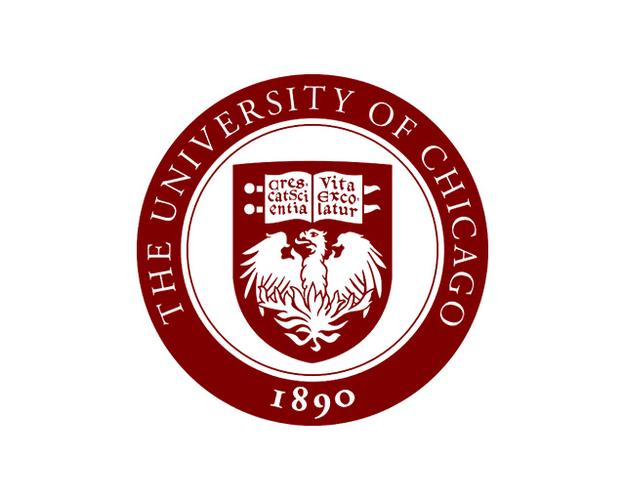 THE UNIVERSITY OF CHICAGO
Cres.
catSci
entia
Vita
Exco.
latur
1890